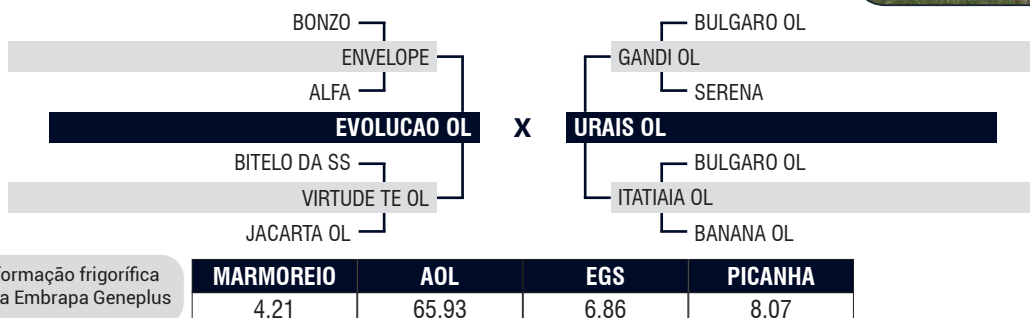 BONZO
BULGARO OL
ENVELOPE
GANDI OL
ALFA
SERENA
EVOLUCAO OL X URAIS OL
BITELO DA SS
BULGARO OL
VIRTUDE TE OL
ITATIAIA OL
JACARTA OL
BANANA OL
formação frigorífica
a Embrapa Geneplus
MARMOREIO AOL EGS PICANHA
4.21 65.93 6.86 8.07